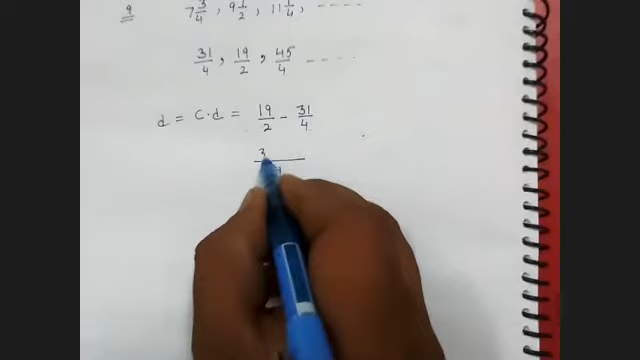 9 7 3/4 , 9 1/2 , 11 1/4 , ----
31/4 , 19/2 , 45/4 ----
d = C.d = 19/2 - 31/4
3